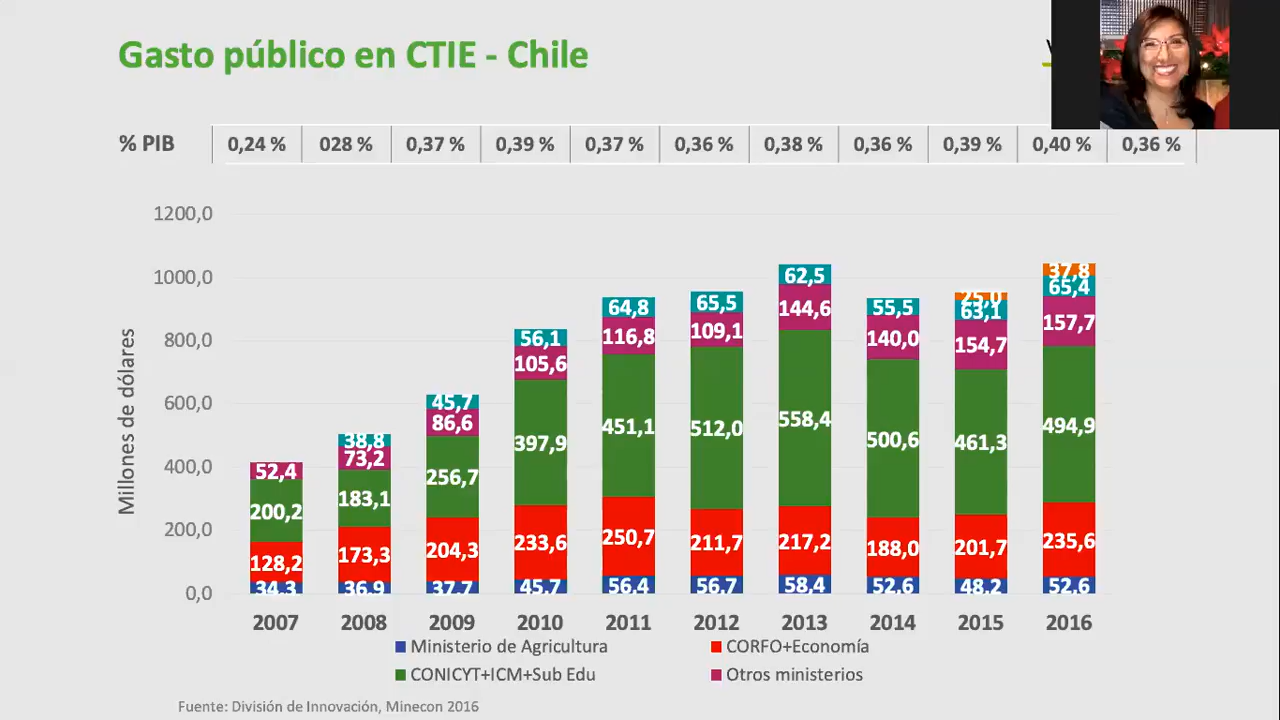 Gasto público en CTIE - Chile
% PIB 0,24 % 028 % 0,37 % 0,39 % 0,37 % 0,36 % 0,38 % 0,36 % 0,39 % 0,40 % 0,36 %
Millones de dólares
1200,0
1000,0
800,0
600,0
400,0
200,0
0,0
37,8
62,5 25,0 65,4
64,8 65,5 55,5 63,1
56,1 116,8 109,1 144,6 140,0 154,7 157,7
45,7 105,6
38,8 86,6
52,4 73,2
200,2 183,1 256,7 397,9 451,1 512,0 558,4 500,6 461,3 494,9
128,2 173,3 204,3 233,6 250,7 211,7 217,2 188,0 201,7 235,6
34,3 36,9 37,7 45,7 56,4 56,7 58,4 52,6 48,2 52,6
2007 2008 2009 2010 2011 2012 2013 2014 2015 2016
Ministerio de Agricultura CORFO+Economía
CONICYT+ICM+Sub Edu Otros ministerios
Fuente: División de Innovación, Minecon 2016